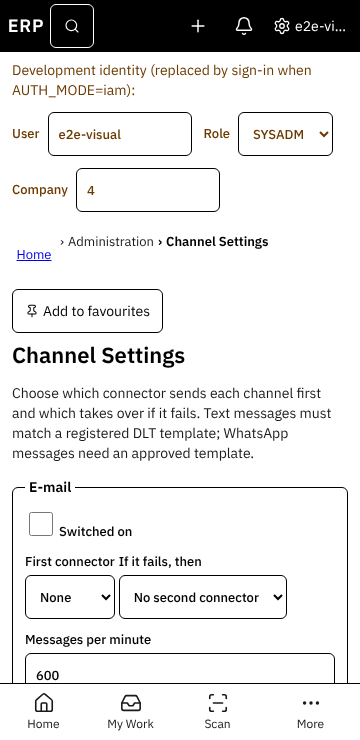 ERP
e2e-vi...
Development identity (replaced by sign-in when
AUTH_MODE=iam):
User e2e-visual Role SYSADM
Company 4
Home › Administration › Channel Settings
Add to favourites
Channel Settings
Choose which connector sends each channel first
and which takes over if it fails. Text messages must
match a registered DLT template; WhatsApp
messages need an approved template.
E-mail
Switched on
First connector If it fails, then
None No second connector
Messages per minute
600
Home My Work Scan More